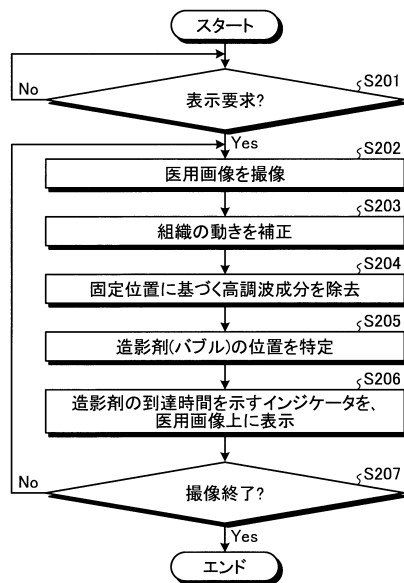 スタート
S201
表示要求?
No
Yes
S202
医用画像を撮像
S203
組織の動きを補正
S204
固定位置に基づく高調波成分を除去
S205
造影剤(バブル)の位置を特定
S206
造影剤の到達時間を示すインジケータを、
医用画像上に表示
S207
撮像終了?
No
Yes
エンド